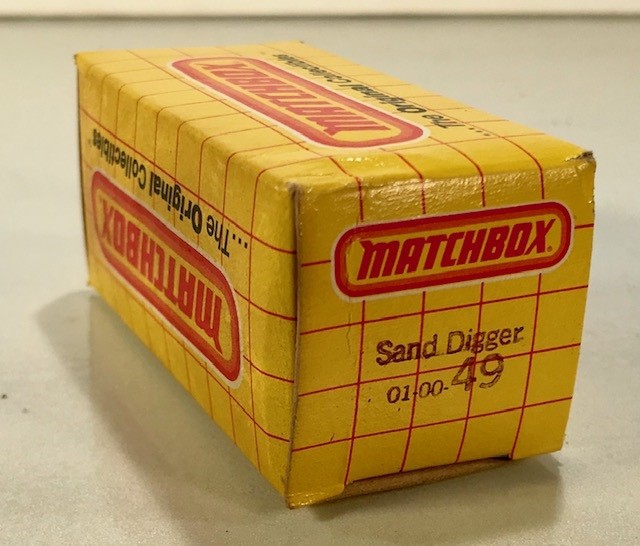 MATCHBOX
...The Original Collectibles
MATCHBOX
...The Original Collectibles
MATCHBOX
Sand Digger
01-00-49